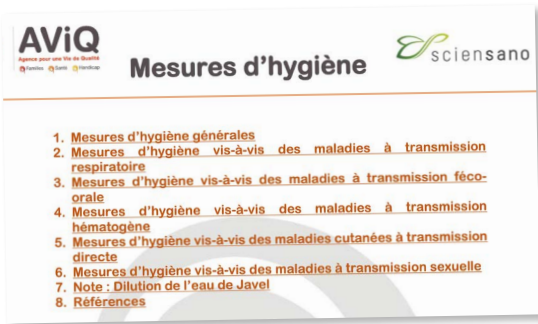 AViQ
Agence pour une Vie de Qualité
Familles Santé Handicap
sciensano
Mesures d'hygiène
1. Mesures d'hygiène générales
2. Mesures d'hygiène vis-à-vis des maladies à transmission
respiratoire
3. Mesures d'hygiène vis-à-vis des maladies à transmission féco-
orale
4. Mesures d'hygiène vis-à-vis des maladies à transmission
hématogène
5. Mesures d'hygiène vis-à-vis des maladies cutanées à transmission
directe
6. Mesures d'hygiène vis-à-vis des maladies à transmission sexuelle
7. Note : Dilution de l'eau de Javel
8. Références